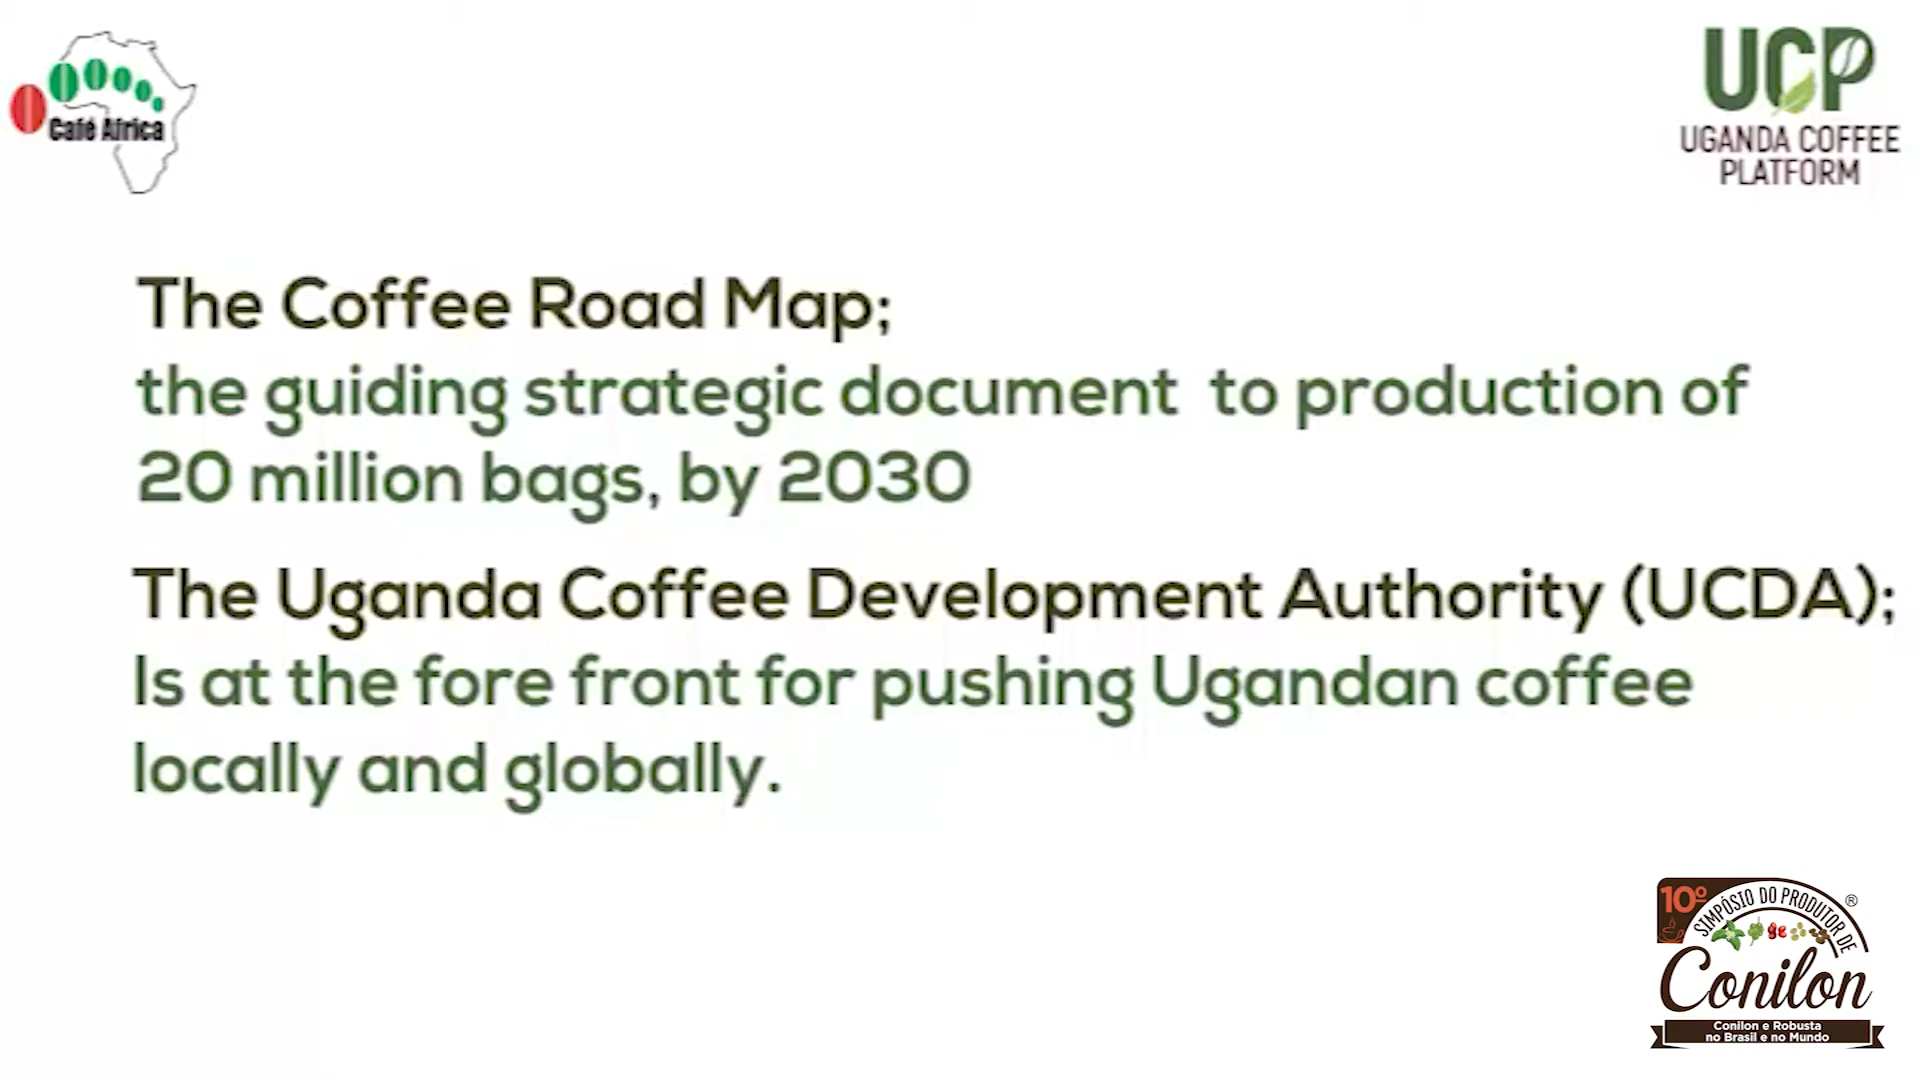 Café Africa
UCP
UGANDA COFFEE
PLATFORM
The Coffee Road Map;
the guiding strategic document to production of
20 million bags, by 2030
The Uganda Coffee Development Authority (UCDA);
Is at the fore front for pushing Ugandan coffee
locally and globally.
10º
SIMPÓSIO DO PRODUTOR DE
®
Conilon
Conilon e Robusta
no Brasil e no Mundo